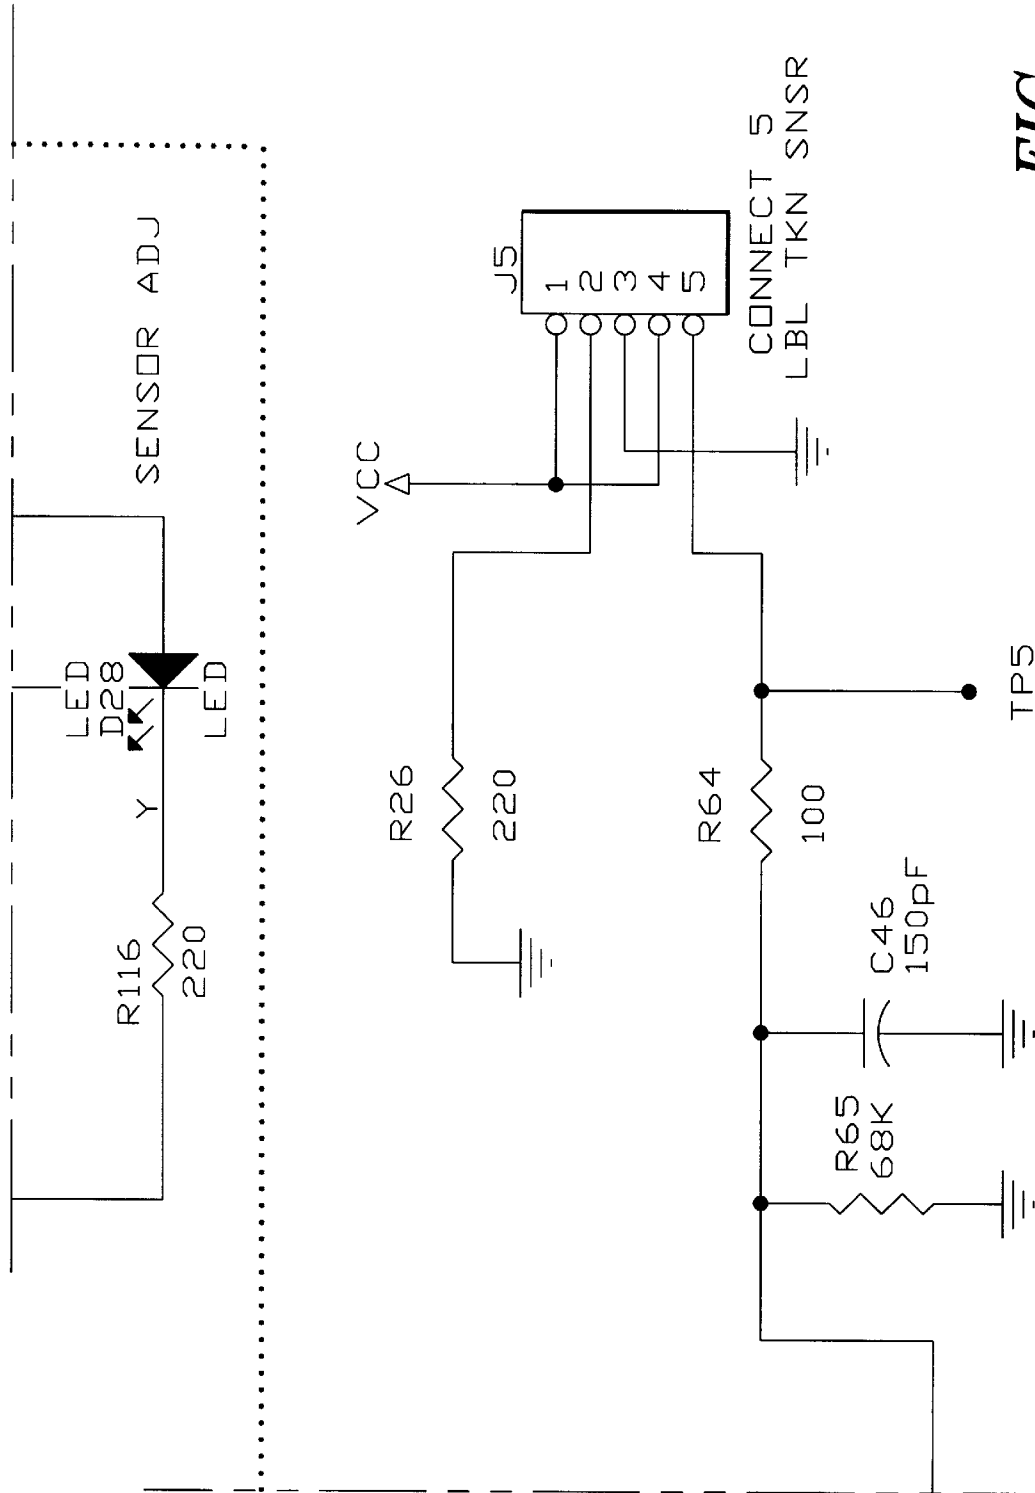 LED
D28
LED
Y
R116
220
SENSOR ADJ
VCC
J5
1
2
3
4
5
CONNECT 5
LBL TKN SNSR
R26
220
R64
100
TP5
C46
150pF
R65
68K
FIG